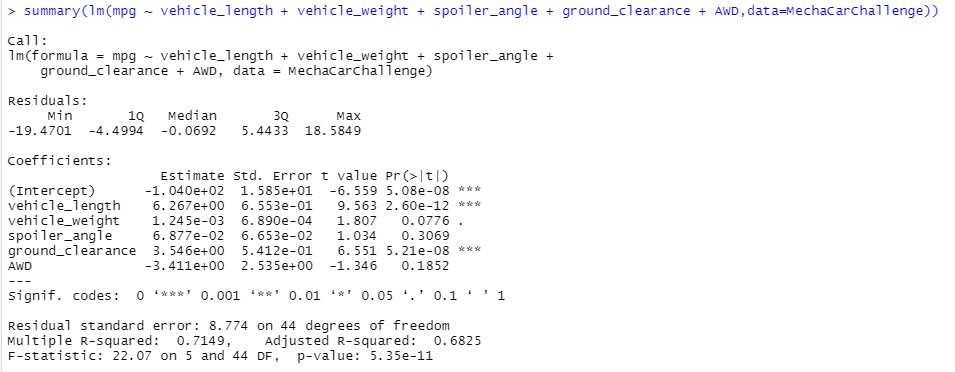 > summary(lm(mpg ~ vehicle_length + vehicle_weight + spoiler_angle + ground_clearance + AWD,data=MechaCarChallenge))
Call:
lm(formula = mpg ~ vehicle_length + vehicle_weight + spoiler_angle +
    ground_clearance + AWD, data = MechaCarChallenge)
Residuals:
     Min       1Q   Median       3Q      Max
-19.4701  -4.4994  -0.0692   5.4433  18.5849
Coefficients:
                   Estimate Std. Error t value Pr(>|t|)
(Intercept)      -1.040e+02  1.585e+01  -6.559 5.08e-08 ***
vehicle_length    6.267e+00  6.553e-01   9.563 2.60e-12 ***
vehicle_weight    1.245e-03  6.890e-04   1.807   0.0776 .
spoiler_angle     6.877e-02  6.653e-02   1.034   0.3069
ground_clearance  3.546e+00  5.412e-01   6.551 5.21e-08 ***
AWD              -3.411e+00  2.535e+00  -1.346   0.1852
---
Signif. codes:  0 ‘***’ 0.001 ‘**’ 0.01 ‘*’ 0.05 ‘.’ 0.1 ‘ ’ 1
Residual standard error: 8.774 on 44 degrees of freedom
Multiple R-squared:  0.7149,	Adjusted R-squared:  0.6825
F-statistic: 22.07 on 5 and 44 DF,  p-value: 5.35e-11